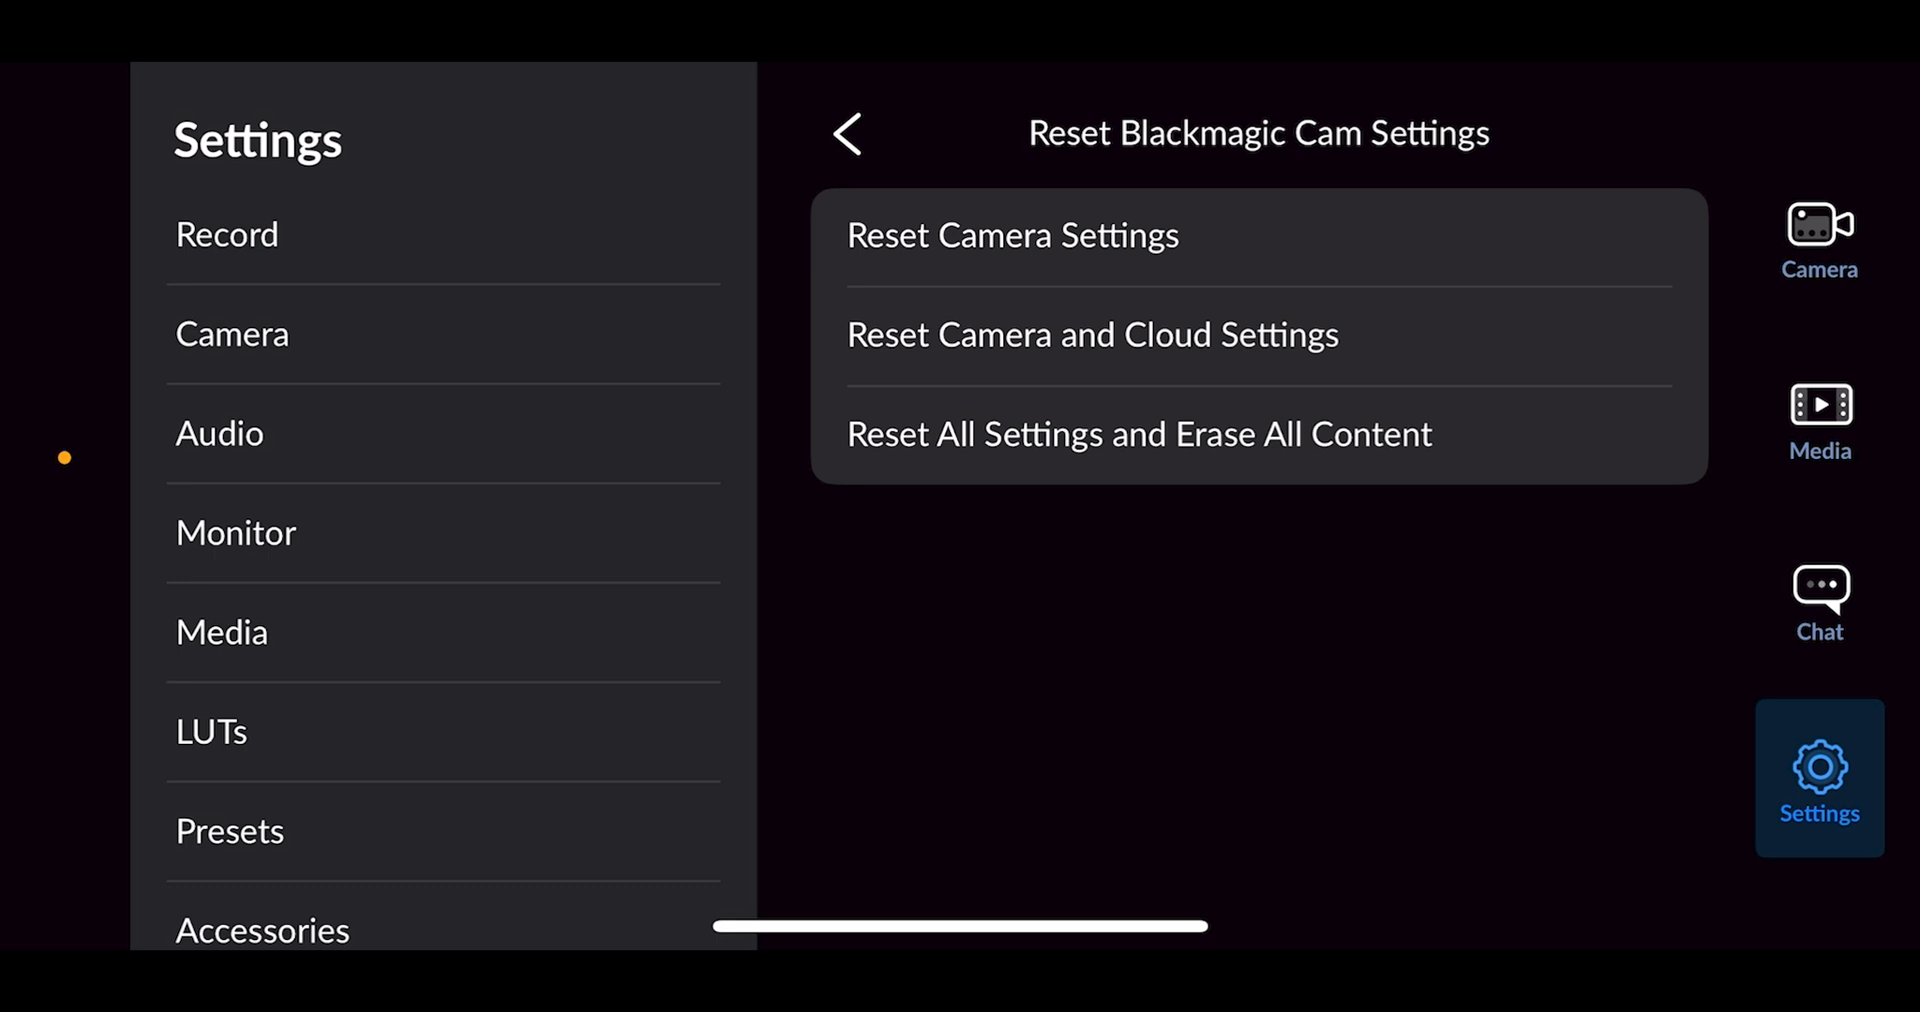 Settings
Record
Camera
Audio
Monitor
Media
LUTs
Presets
Accessories
Reset Blackmagic Cam Settings
Reset Camera Settings
Reset Camera and Cloud Settings
Reset All Settings and Erase All Content
Camera
Media
Chat
Settings